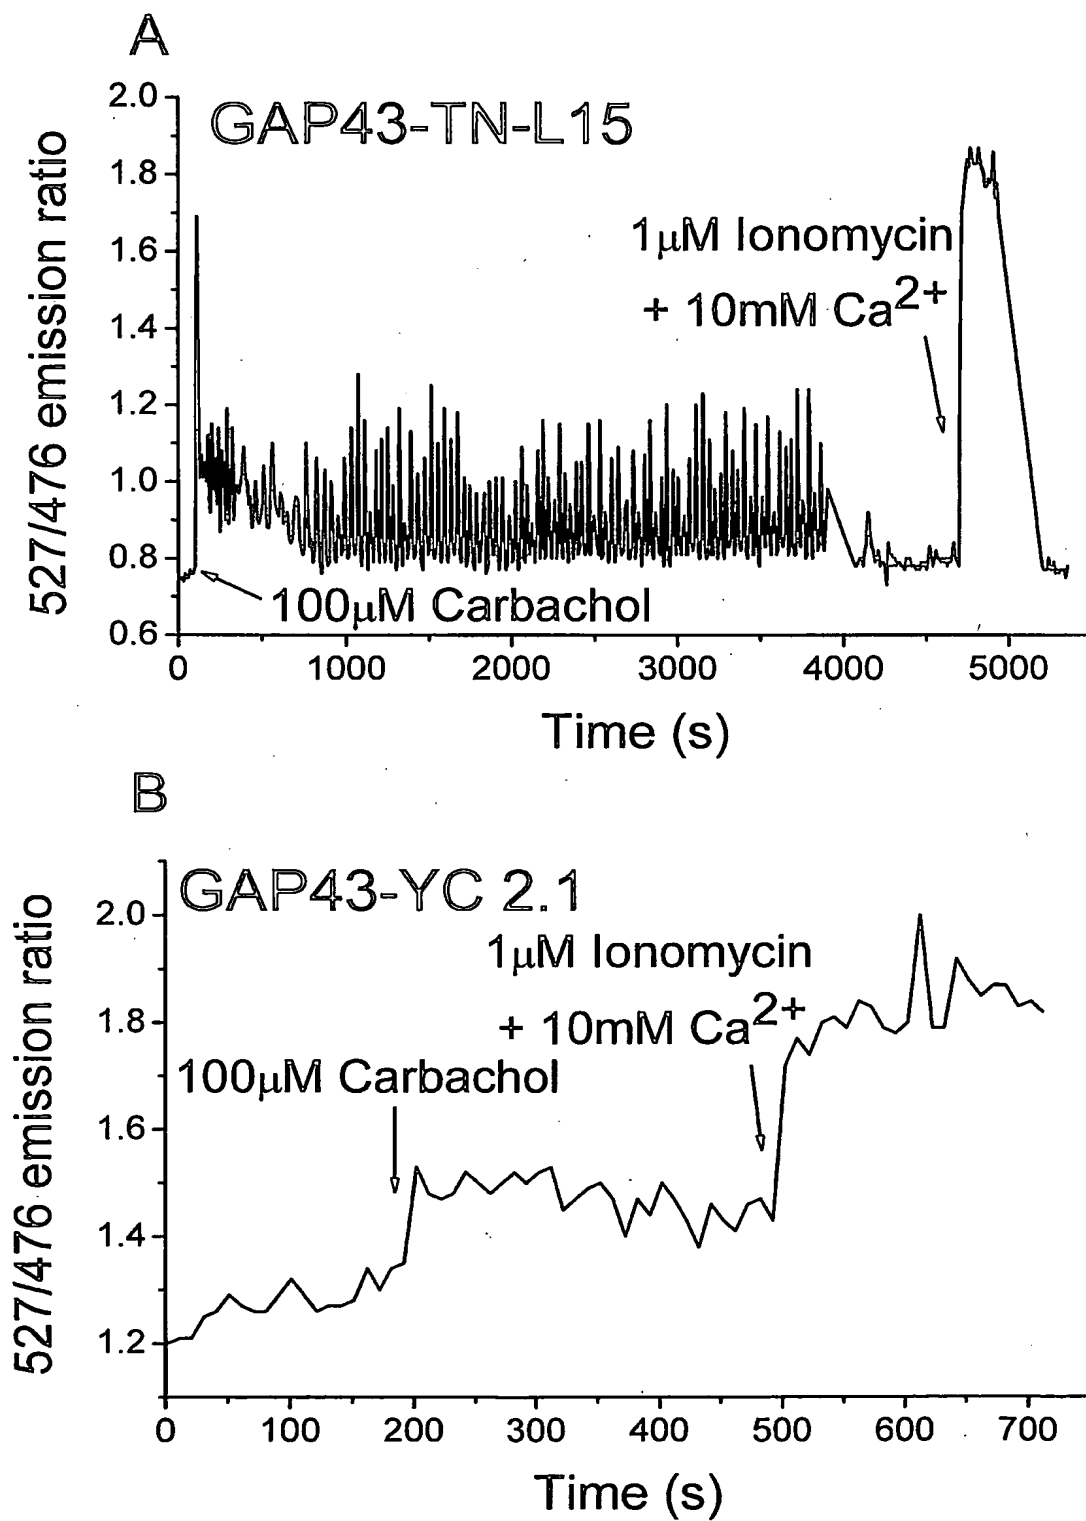 A
GAP43-TN-L15
527/476 emission ratio
2.0
1.8
1.6
1.4
1.2
1.0
0.8
0.6
1μM Ionomycin
+ 10mM Ca2+
100μM Carbachol
0 1000 2000 3000 4000 5000
Time (s)
B
GAP43-YC 2.1
527/476 emission ratio
2.0
1.8
1.6
1.4
1.2
1μM Ionomycin
+ 10mM Ca2+
100μM Carbachol
0 100 200 300 400 500 600 700
Time (s)